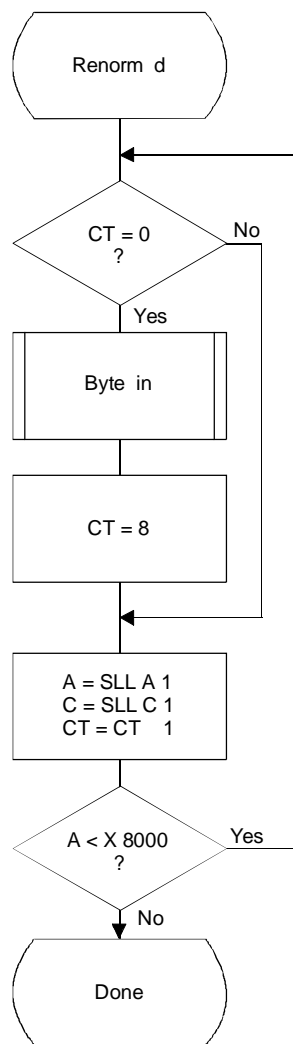 Renorm d
CT = 0
?
No
Yes
Byte in
CT = 8
A = SLL A 1
C = SLL C 1
CT = CT 1
A < X 8000
?
Yes
No
Done